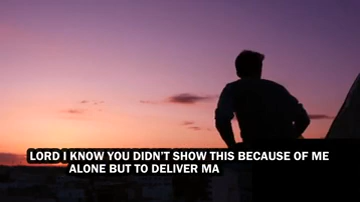 LORD I KNOW YOU DIDN'T SHOW THIS BECAUSE OF ME
ALONE BUT TO DELIVER MA